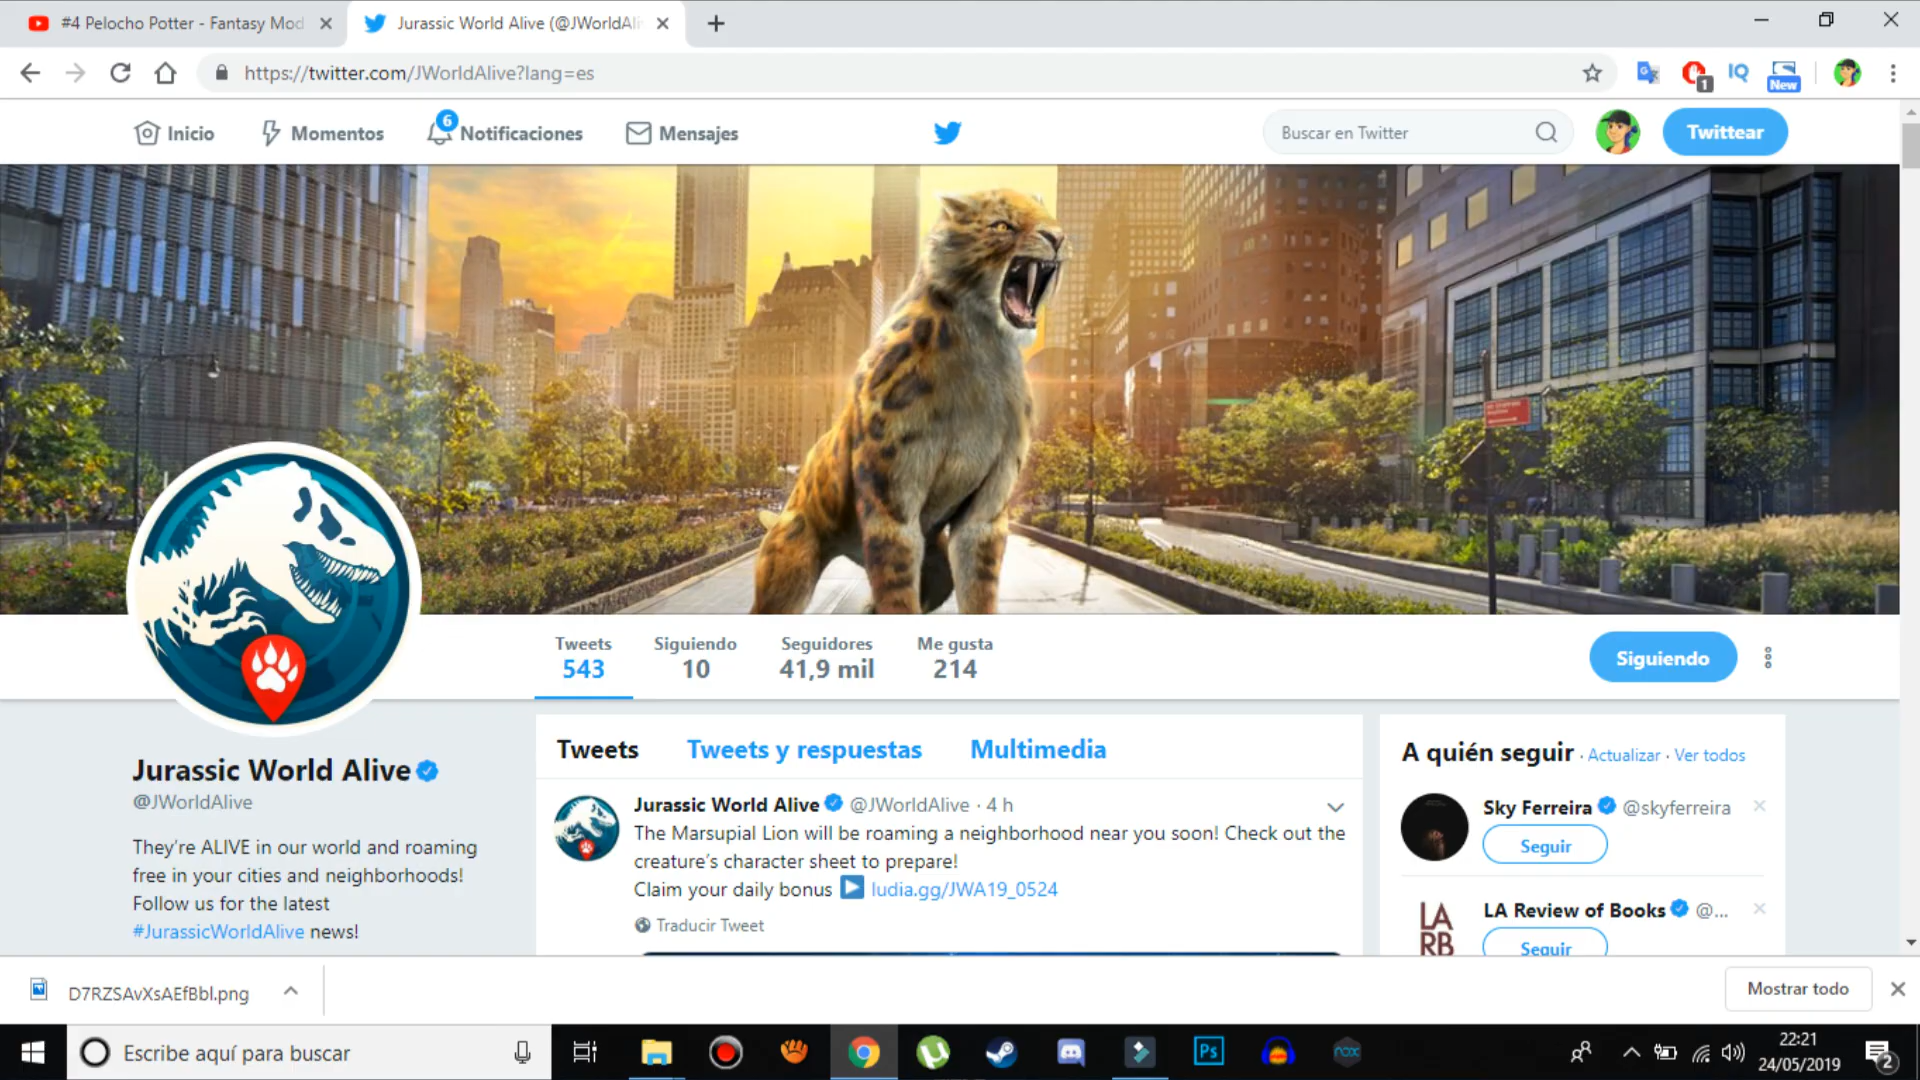 #4 Pelocho Potter - Fantasy Mod
Jurassic World Alive (@JWorldAli
https://twitter.com/JWorldAlive?lang=es
1
IQ
New
Inicio
Momentos
6
Notificaciones
Mensajes
Buscar en Twitter
Twittear
Tweets
543
Siguiendo
10
Seguidores
41,9 mil
Me gusta
214
Siguiendo
Jurassic World Alive
@JWorldAlive
They're ALIVE in our world and roaming
free in your cities and neighborhoods!
Follow us for the latest
#JurassicWorldAlive news!
Tweets
Tweets y respuestas
Multimedia
Jurassic World Alive @JWorldAlive · 4 h
The Marsupial Lion will be roaming a neighborhood near you soon! Check out the
creature's character sheet to prepare!
Claim your daily bonus ludia.gg/JWA19_0524
Traducir Tweet
A quién seguir · Actualizar · Ver todos
Sky Ferreira @skyferreira
Seguir
LA Review of Books @...
LA
RB
Seguir
D7RZSAvXsAEfBbl.png
Mostrar todo
Escribe aquí para buscar
Ps
nox
22:21
24/05/2019
2